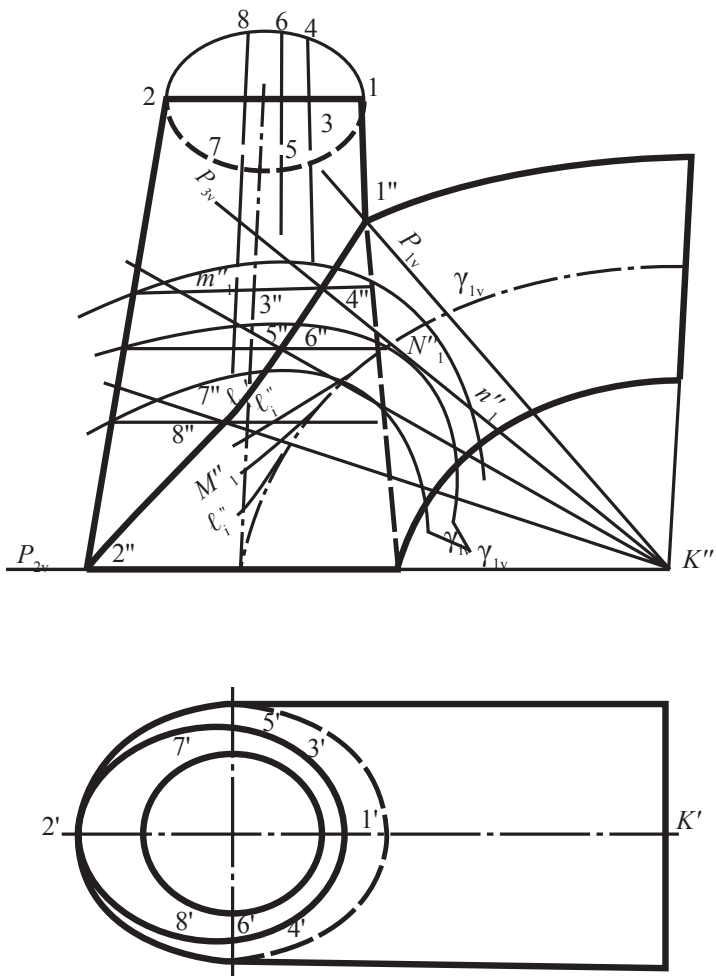 8 6 4
2 1
3
7 5
P₃ᵥ
1"
P₁ᵥ
γ₁ᵥ
m"₁
3" 4"
5" 6" N"₁
7" ℓ"ᵢ n"₁
8"
M"₁
ℓ"ᵢ
γ₁ᵥ
P₂ᵥ 2" K"
5'
7' 3'
2' 1' K'
8' 6' 4'